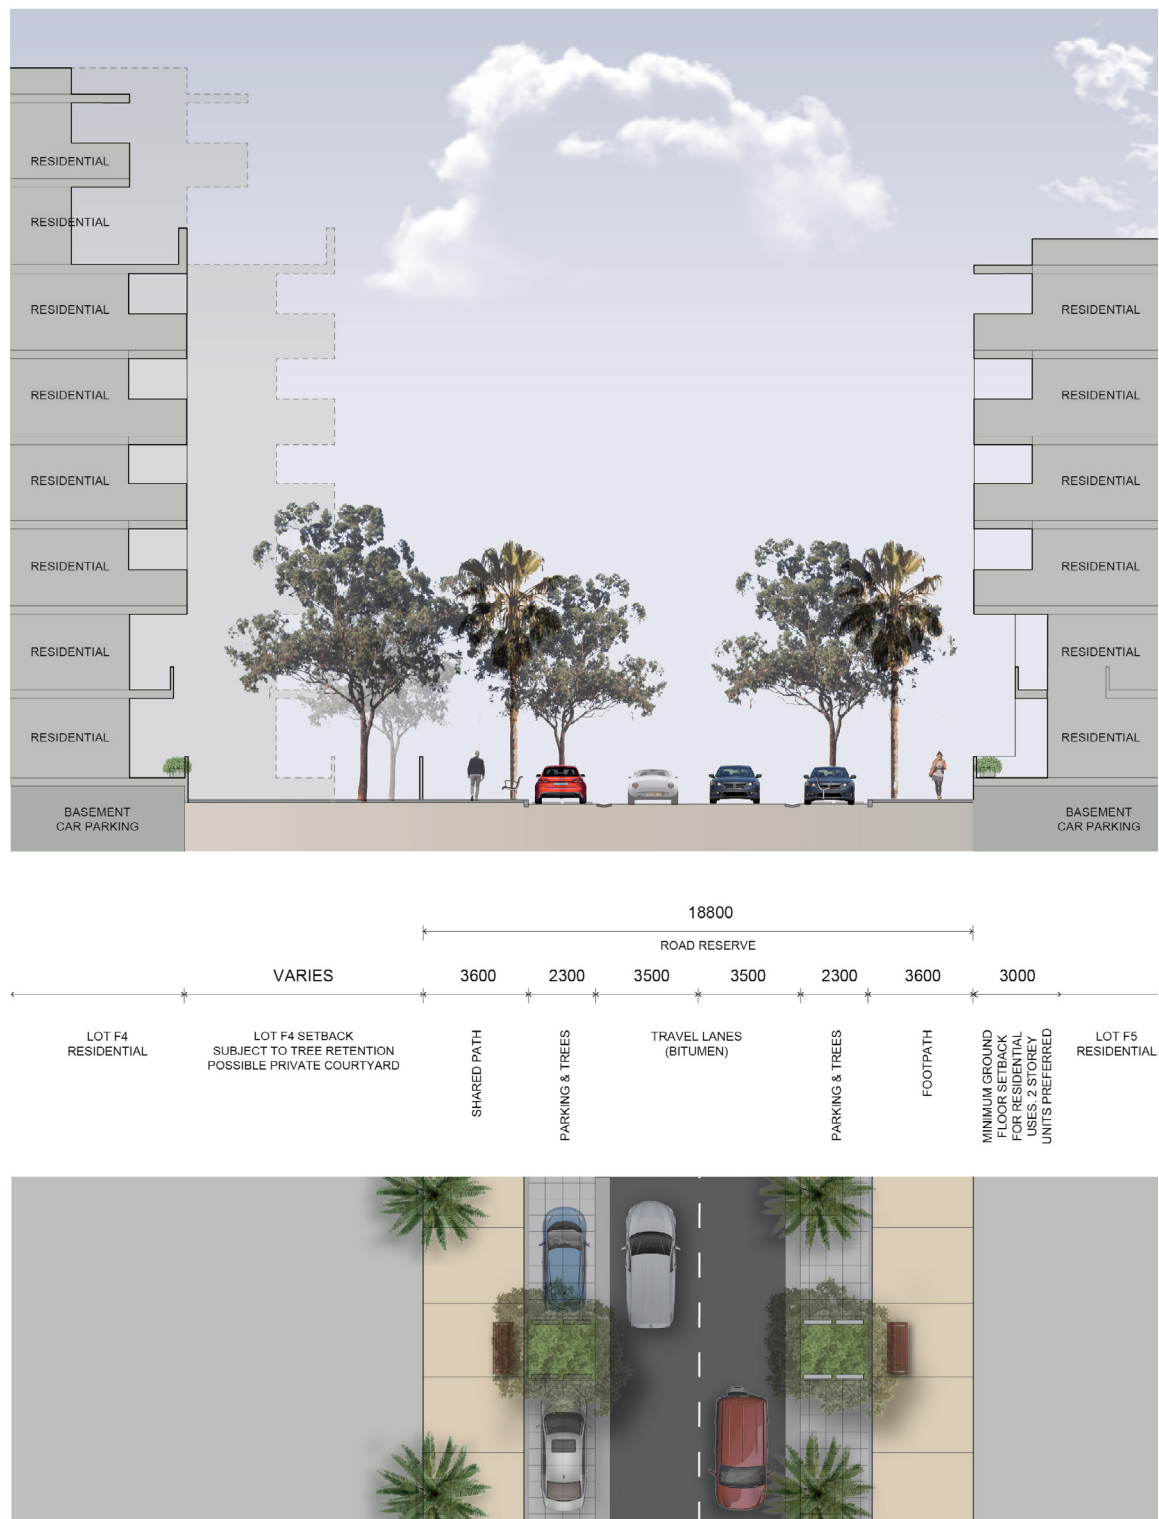 RESIDENTIAL
RESIDENTIAL
RESIDENTIAL
RESIDENTIAL
RESIDENTIAL
RESIDENTIAL
RESIDENTIAL
RESIDENTIAL
BASEMENT
CAR PARKING
RESIDENTIAL
RESIDENTIAL
RESIDENTIAL
RESIDENTIAL
RESIDENTIAL
RESIDENTIAL
BASEMENT
CAR PARKING
18800
ROAD RESERVE
VARIES
3600
2300
3500
3500
2300
3600
3000
LOT F4
RESIDENTIAL
LOT F4 SETBACK
SUBJECT TO TREE RETENTION
POSSIBLE PRIVATE COURTYARD
SHARED PATH
PARKING & TREES
TRAVEL LANES
(BITUMEN)
PARKING & TREES
FOOTPATH
MINIMUM GROUND
FLOOR SETBACK
FOR RESIDENTIAL
USES. 2 STOREY
UNITS PREFERRED
LOT F5
RESIDENTIAL